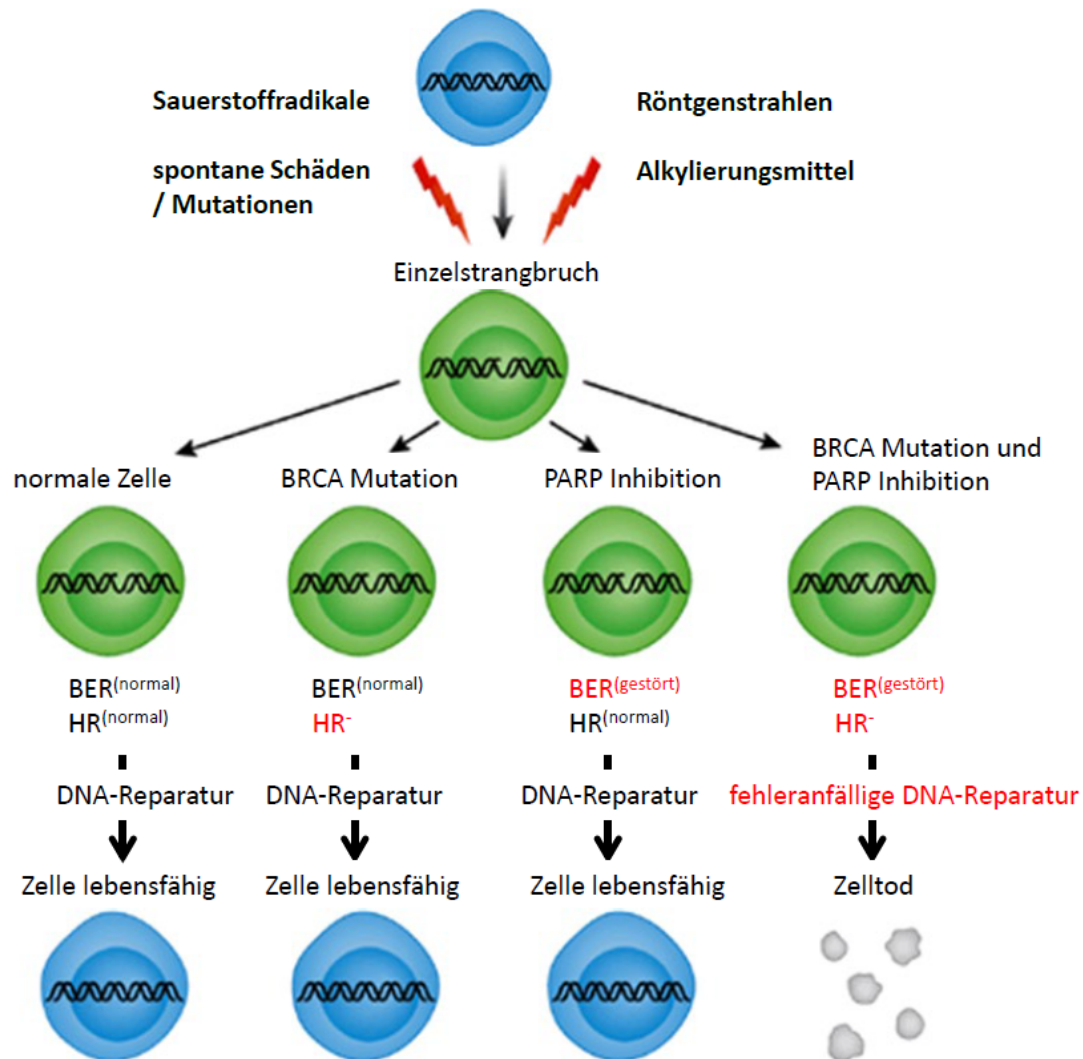 Sauerstoffradikale
Röntgenstrahlen
spontane Schäden
/ Mutationen
Alkylierungsmittel
Einzelstrangbruch
normale Zelle
BRCA Mutation
PARP Inhibition
BRCA Mutation und
PARP Inhibition
BER(normal)
HR(normal)
BER(normal)
HR-
BER(gestört)
HR(normal)
BER(gestört)
HR-
DNA-Reparatur
DNA-Reparatur
DNA-Reparatur
fehleranfällige DNA-Reparatur
Zelle lebensfähig
Zelle lebensfähig
Zelle lebensfähig
Zelltod